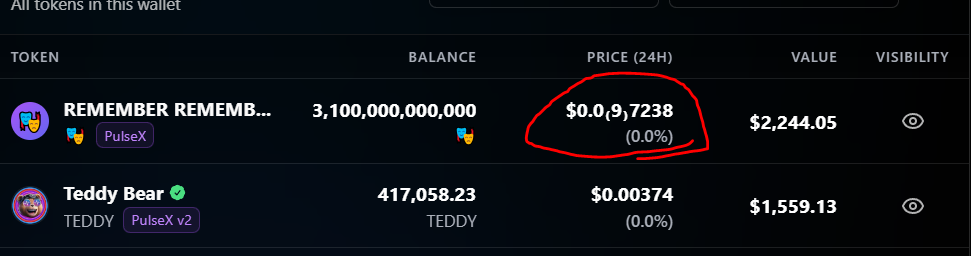 All tokens in this wallet
TOKEN BALANCE PRICE (24H) VALUE VISIBILITY
REMEMBER REMEMB... 3,100,000,000,000 $0.0₍9₎7238 $2,244.05
🎭 PulseX 🎭 (0.0%)
Teddy Bear 417,058.23 $0.00374 $1,559.13
TEDDY PulseX v2 TEDDY (0.0%)